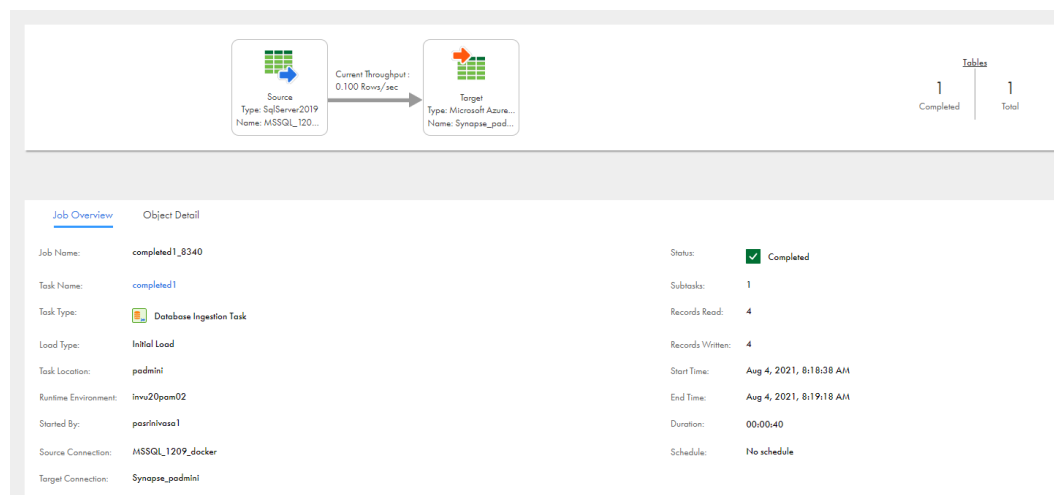 Current Throughput :
0.100 Rows/sec
Source
Type: SqlServer2019
Name: MSSQL_120...
Target
Type: Microsoft Azure...
Name: Synapse_pad...
Tables
1
Completed
1
Total
Job Overview
Object Detail
Job Name: completed1_8340
Task Name: completed1
Task Type: Database Ingestion Task
Load Type: Initial Load
Task Location: padmini
Runtime Environment: invu20pam02
Started By: pasrinivasa1
Source Connection: MSSQL_1209_docker
Target Connection: Synapse_padmini
Status: Completed
Subtasks: 1
Records Read: 4
Records Written: 4
Start Time: Aug 4, 2021, 8:18:38 AM
End Time: Aug 4, 2021, 8:19:18 AM
Duration: 00:00:40
Schedule: No schedule